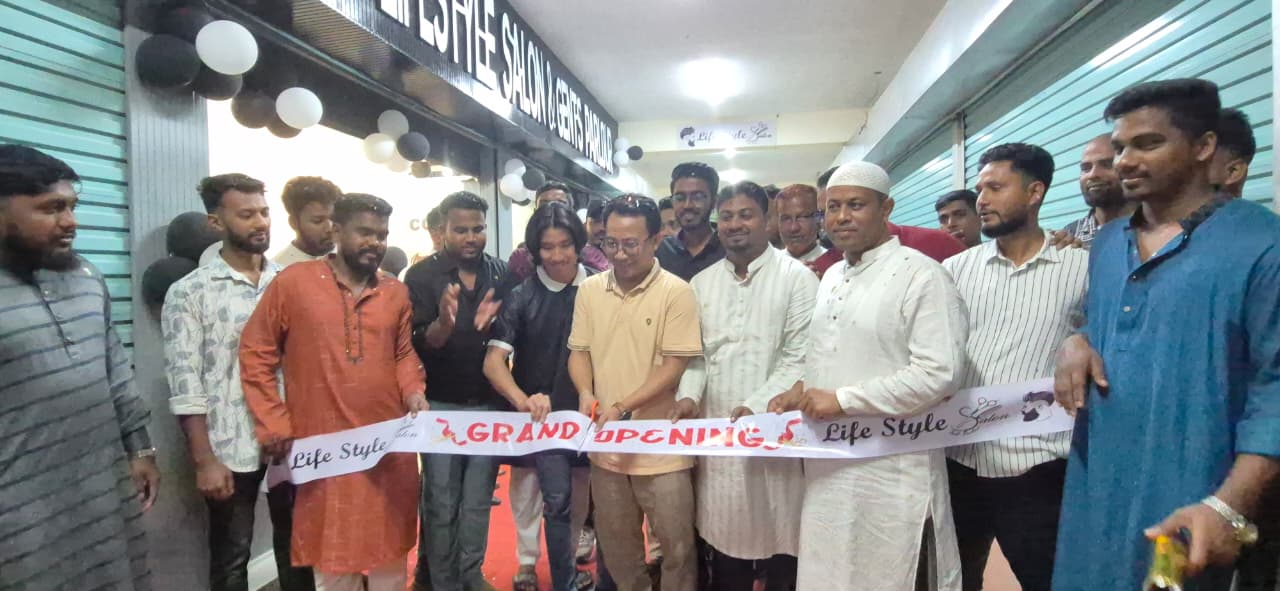 LIFESTYLE SALON & GENTS PARLOUR
Life Style Salon
Life Style Salon
GRAND OPENING
Life Style Salon